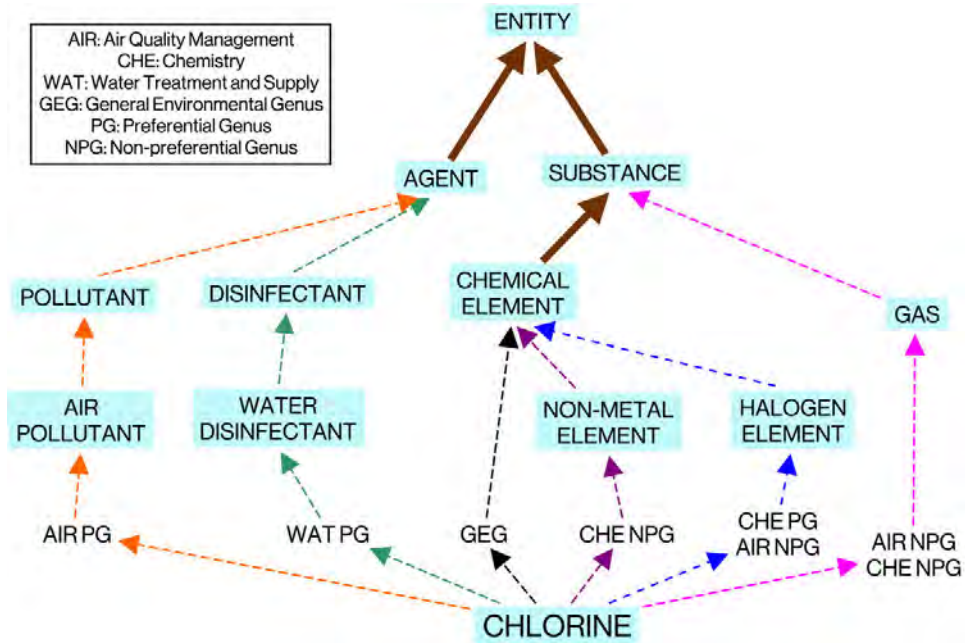 ENTITY
AIR: Air Quality Management
CHE: Chemistry
WAT: Water Treatment and Supply
GEG: General Environmental Genus
PG: Preferential Genus
NPG: Non-preferential Genus
AGENT
SUBSTANCE
POLLUTANT
DISINFECTANT
CHEMICAL
ELEMENT
GAS
AIR
POLLUTANT
WATER
DISINFECTANT
NON-METAL
ELEMENT
HALOGEN
ELEMENT
AIR PG
WAT PG
GEG
CHE NPG
CHE PG
AIR NPG
AIR NPG
CHE NPG
CHLORINE